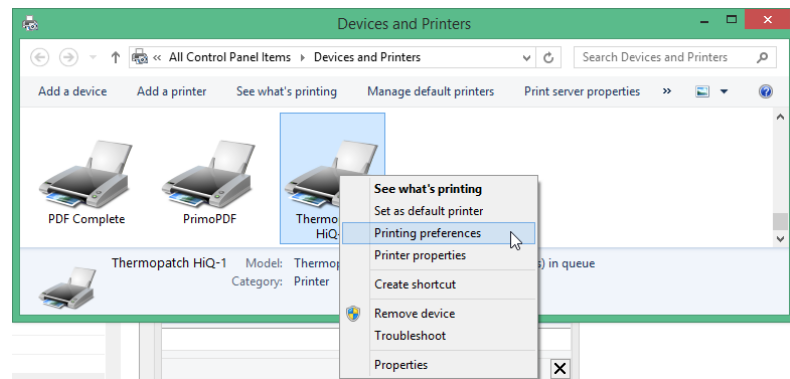 Devices and Printers
« All Control Panel Items Devices and Printers Search Devices and Printers
Add a device Add a printer See what's printing Manage default printers Print server properties »
PDF Complete PrimoPDF
HiQ-
See what's printing
Set as default printer
Printing preferences
Printer properties
Create shortcut
Remove device
Troubleshoot
Properties
Thermopatch HiQ-1 Model: in queue
Category: Printer